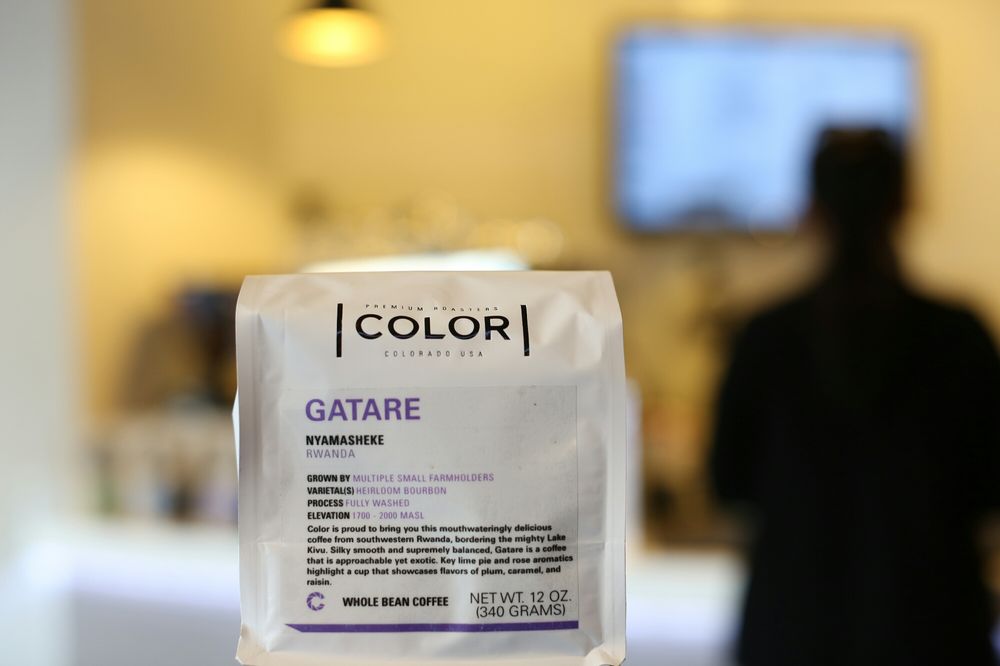 PREMIUM ROASTERS
COLOR
COLORADO USA
GATARE
NYAMASHEKE
RWANDA
GROWN BY MULTIPLE SMALL FARMHOLDERS
VARIETAL(S) HEIRLOOM BOURBON
PROCESS FULLY WASHED
ELEVATION 1700 - 2000 MASL
Color is proud to bring you this mouthwateringly delicious
coffee from southwestern Rwanda, bordering the mighty Lake
Kivu. Silky smooth and supremely balanced, Gatare is a coffee
that is approachable yet exotic. Key lime pie and rose aromatics
highlight a cup that showcases flavors of plum, caramel, and
raisin.
WHOLE BEAN COFFEE
NET WT. 12 OZ.
(340 GRAMS)